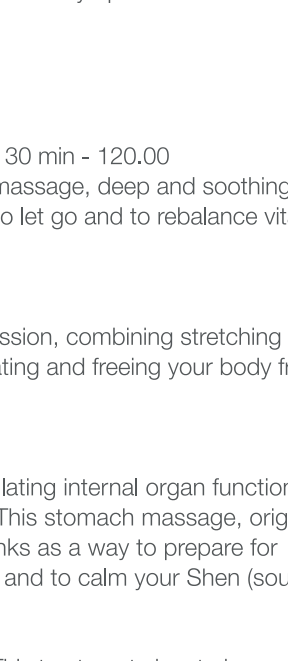 30 min - 120.00
massage, deep and soothing
o let go and to rebalance vit
ssion, combining stretching
ating and freeing your body fr
lating internal organ function
This stomach massage, orig
nks as a way to prepare for
and to calm your Shen (sou